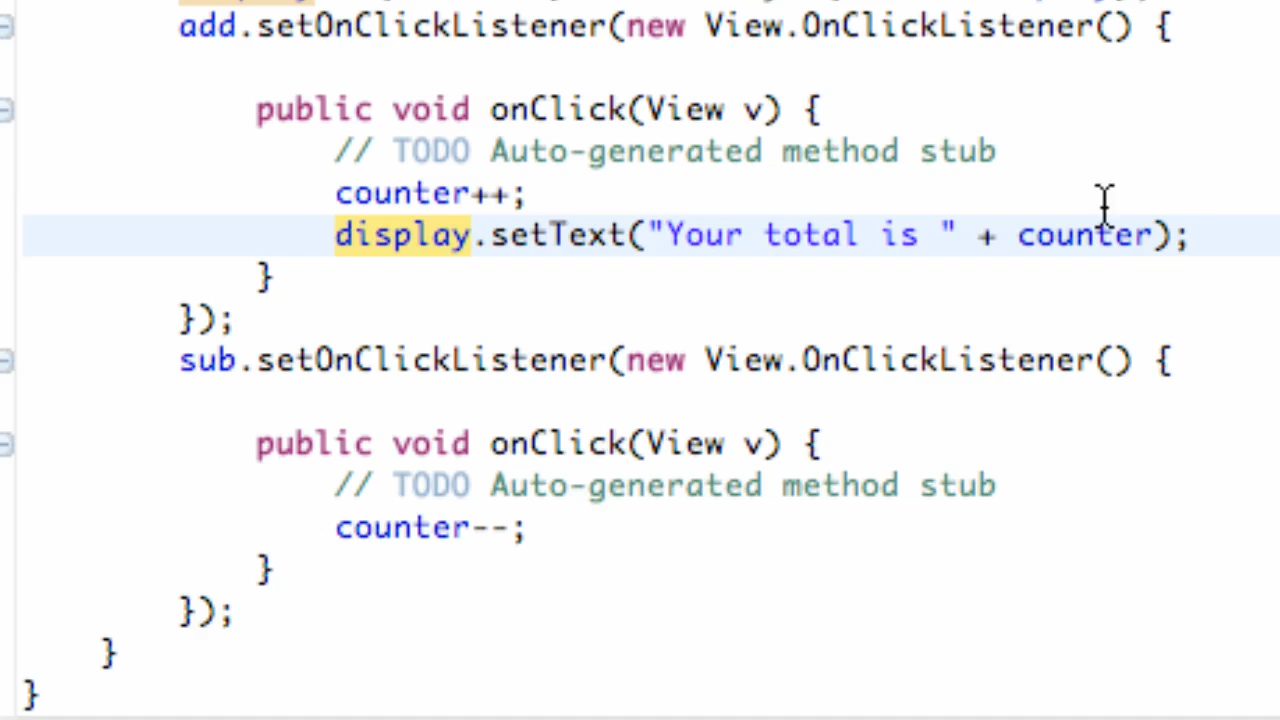 add.setOnClickListener(new View.OnClickListener() {
public void onClick(View v) {
// TODO Auto-generated method stub
counter++;
display.setText("Your total is " + counter);
}
});
sub.setOnClickListener(new View.OnClickListener() {
public void onClick(View v) {
// TODO Auto-generated method stub
counter--;
}
});
}
}